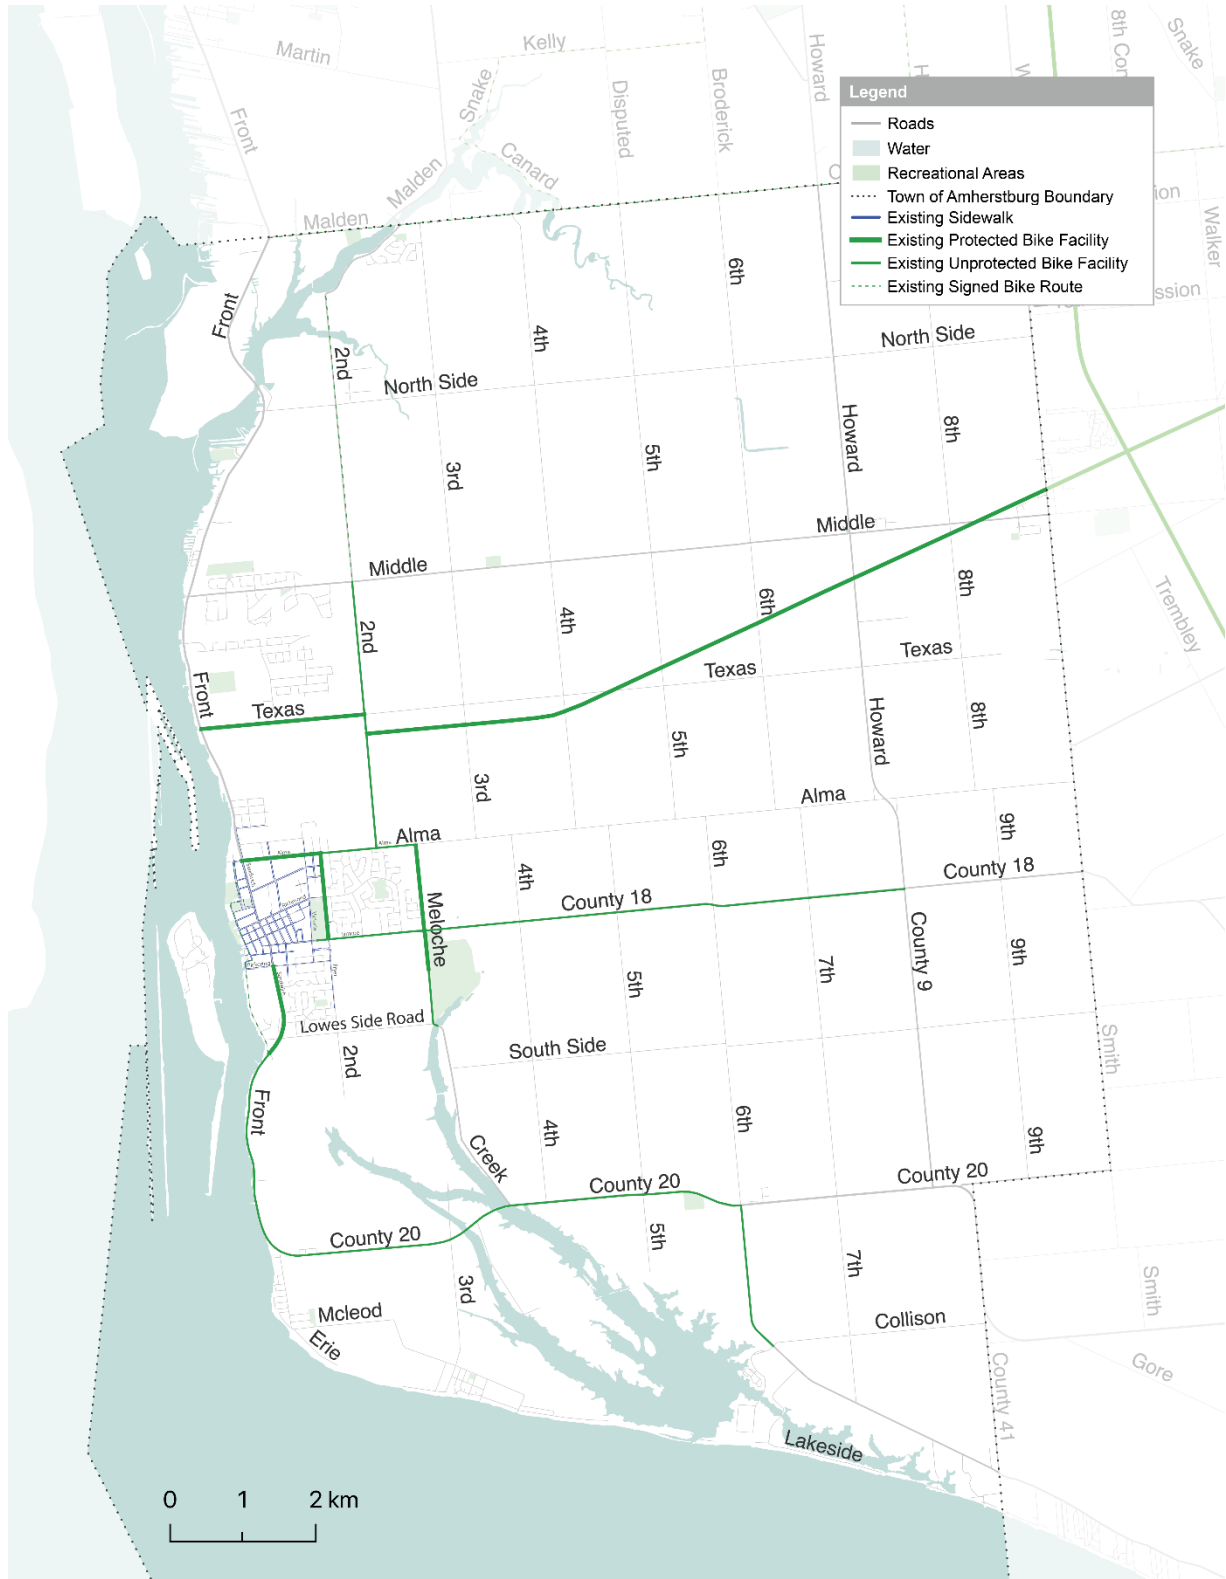 Martin
Kelly
Howard
8th Con
Snake
Snake
Disputed
Broderick
H
W
Front
Canard
Malden
Malden
Legend
Roads
Water
Recreational Areas
Town of Amherstburg Boundary
Existing Sidewalk
Existing Protected Bike Facility
Existing Unprotected Bike Facility
Existing Signed Bike Route
C
ion
Walker
ssion
6th
Front
4th
2nd
North Side
North Side
Howard
8th
5th
3rd
Middle
Middle
8th
6th
4th
2nd
Trembley
Texas
Texas
Front
Texas
Howard
8th
5th
3rd
Alma
Alma
9th
6th
4th
County 18
County 18
Meloche
County 9
9th
7th
5th
Lowes Side Road
South Side
2nd
Smith
Front
4th
6th
9th
Creek
County 20
County 20
County 20
5th
7th
3rd
Smith
Mcleod
Collison
Erie
County 41
Gore
Lakeside
0 1 2 km